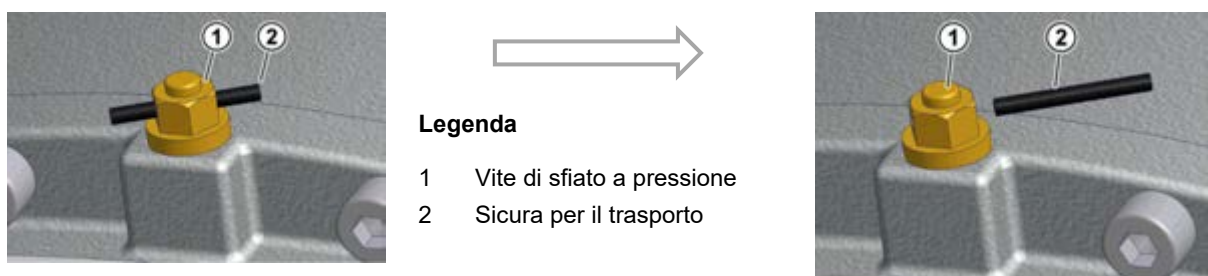 1 2
Legenda
1 Vite di sfiato a pressione
2 Sicura per il trasporto
1 2